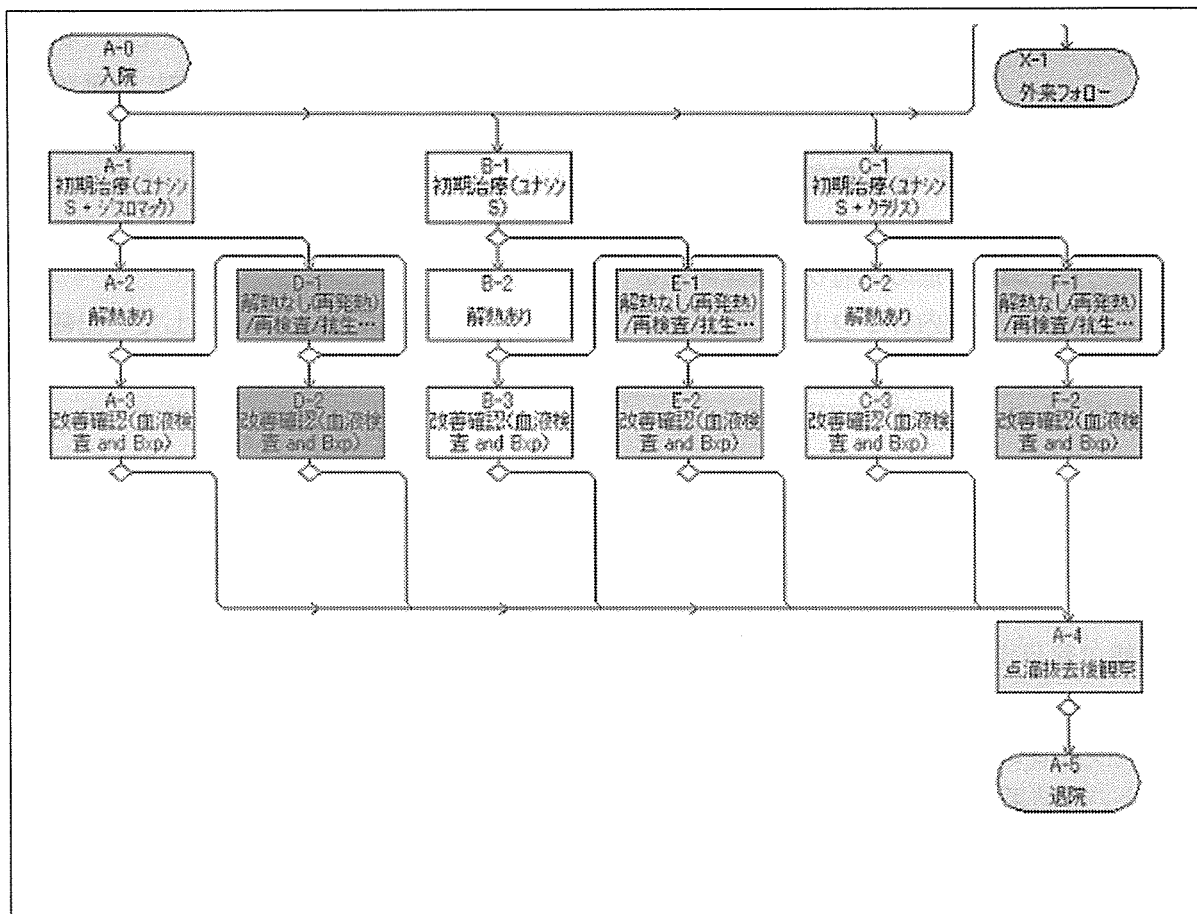 A-0
入院
X-1
外来フォロー
A-1
初期治療(ユナシン
S + ジスロマック)
B-1
初期治療(ユナシン
S)
C-1
初期治療(ユナシン
S + クラリス)
A-2
解熱あり
D-1
解熱なし(再発熱)
/再検査/抗生…
B-2
解熱あり
E-1
解熱なし(再発熱)
/再検査/抗生…
C-2
解熱あり
F-1
解熱なし(再発熱)
/再検査/抗生…
A-3
改善確認(血液検
査 and Bxp)
D-2
改善確認(血液検
査 and Bxp)
B-3
改善確認(血液検
査 and Bxp)
E-2
改善確認(血液検
査 and Bxp)
C-3
改善確認(血液検
査 and Bxp)
F-2
改善確認(血液検
査 and Bxp)
A-4
点滴抜去後観察
A-5
退院